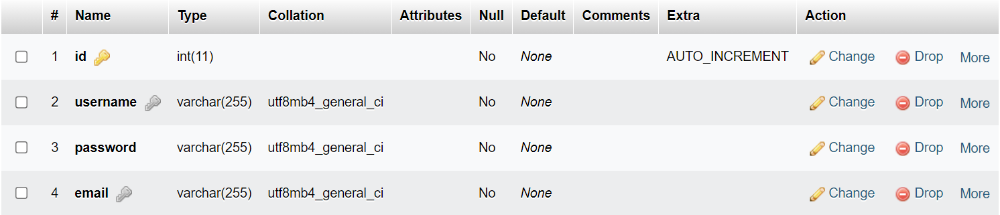 # Name Type Collation Attributes Null Default Comments Extra Action
1 id int(11) No None AUTO_INCREMENT Change Drop More
2 username varchar(255) utf8mb4_general_ci No None Change Drop More
3 password varchar(255) utf8mb4_general_ci No None Change Drop More
4 email varchar(255) utf8mb4_general_ci No None Change Drop More